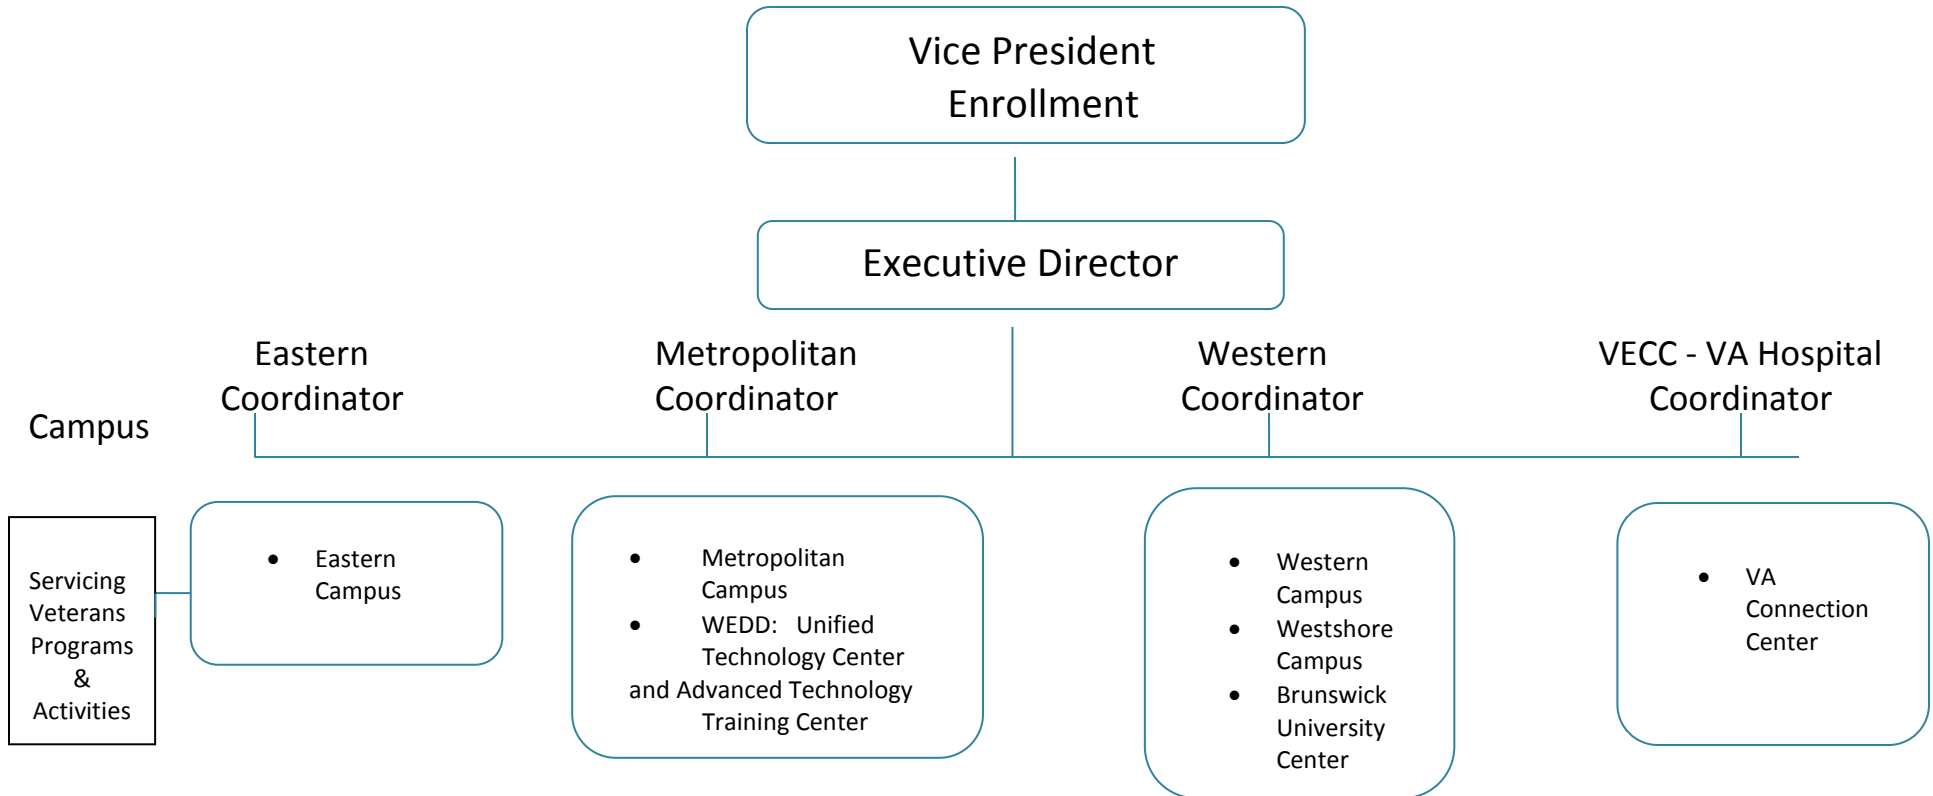 Vice President
Enrollment
Executive Director
Eastern
Coordinator
Metropolitan
Coordinator
Western
Coordinator
VECC - VA Hospital
Coordinator
Campus
Servicing
Veterans
Programs
&
Activities
• Eastern
Campus
• Metropolitan
Campus
• WEDD: Unified
Technology Center
and Advanced Technology
Training Center
• Western
Campus
• Westshore
Campus
• Brunswick
University
Center
• VA
Connection
Center